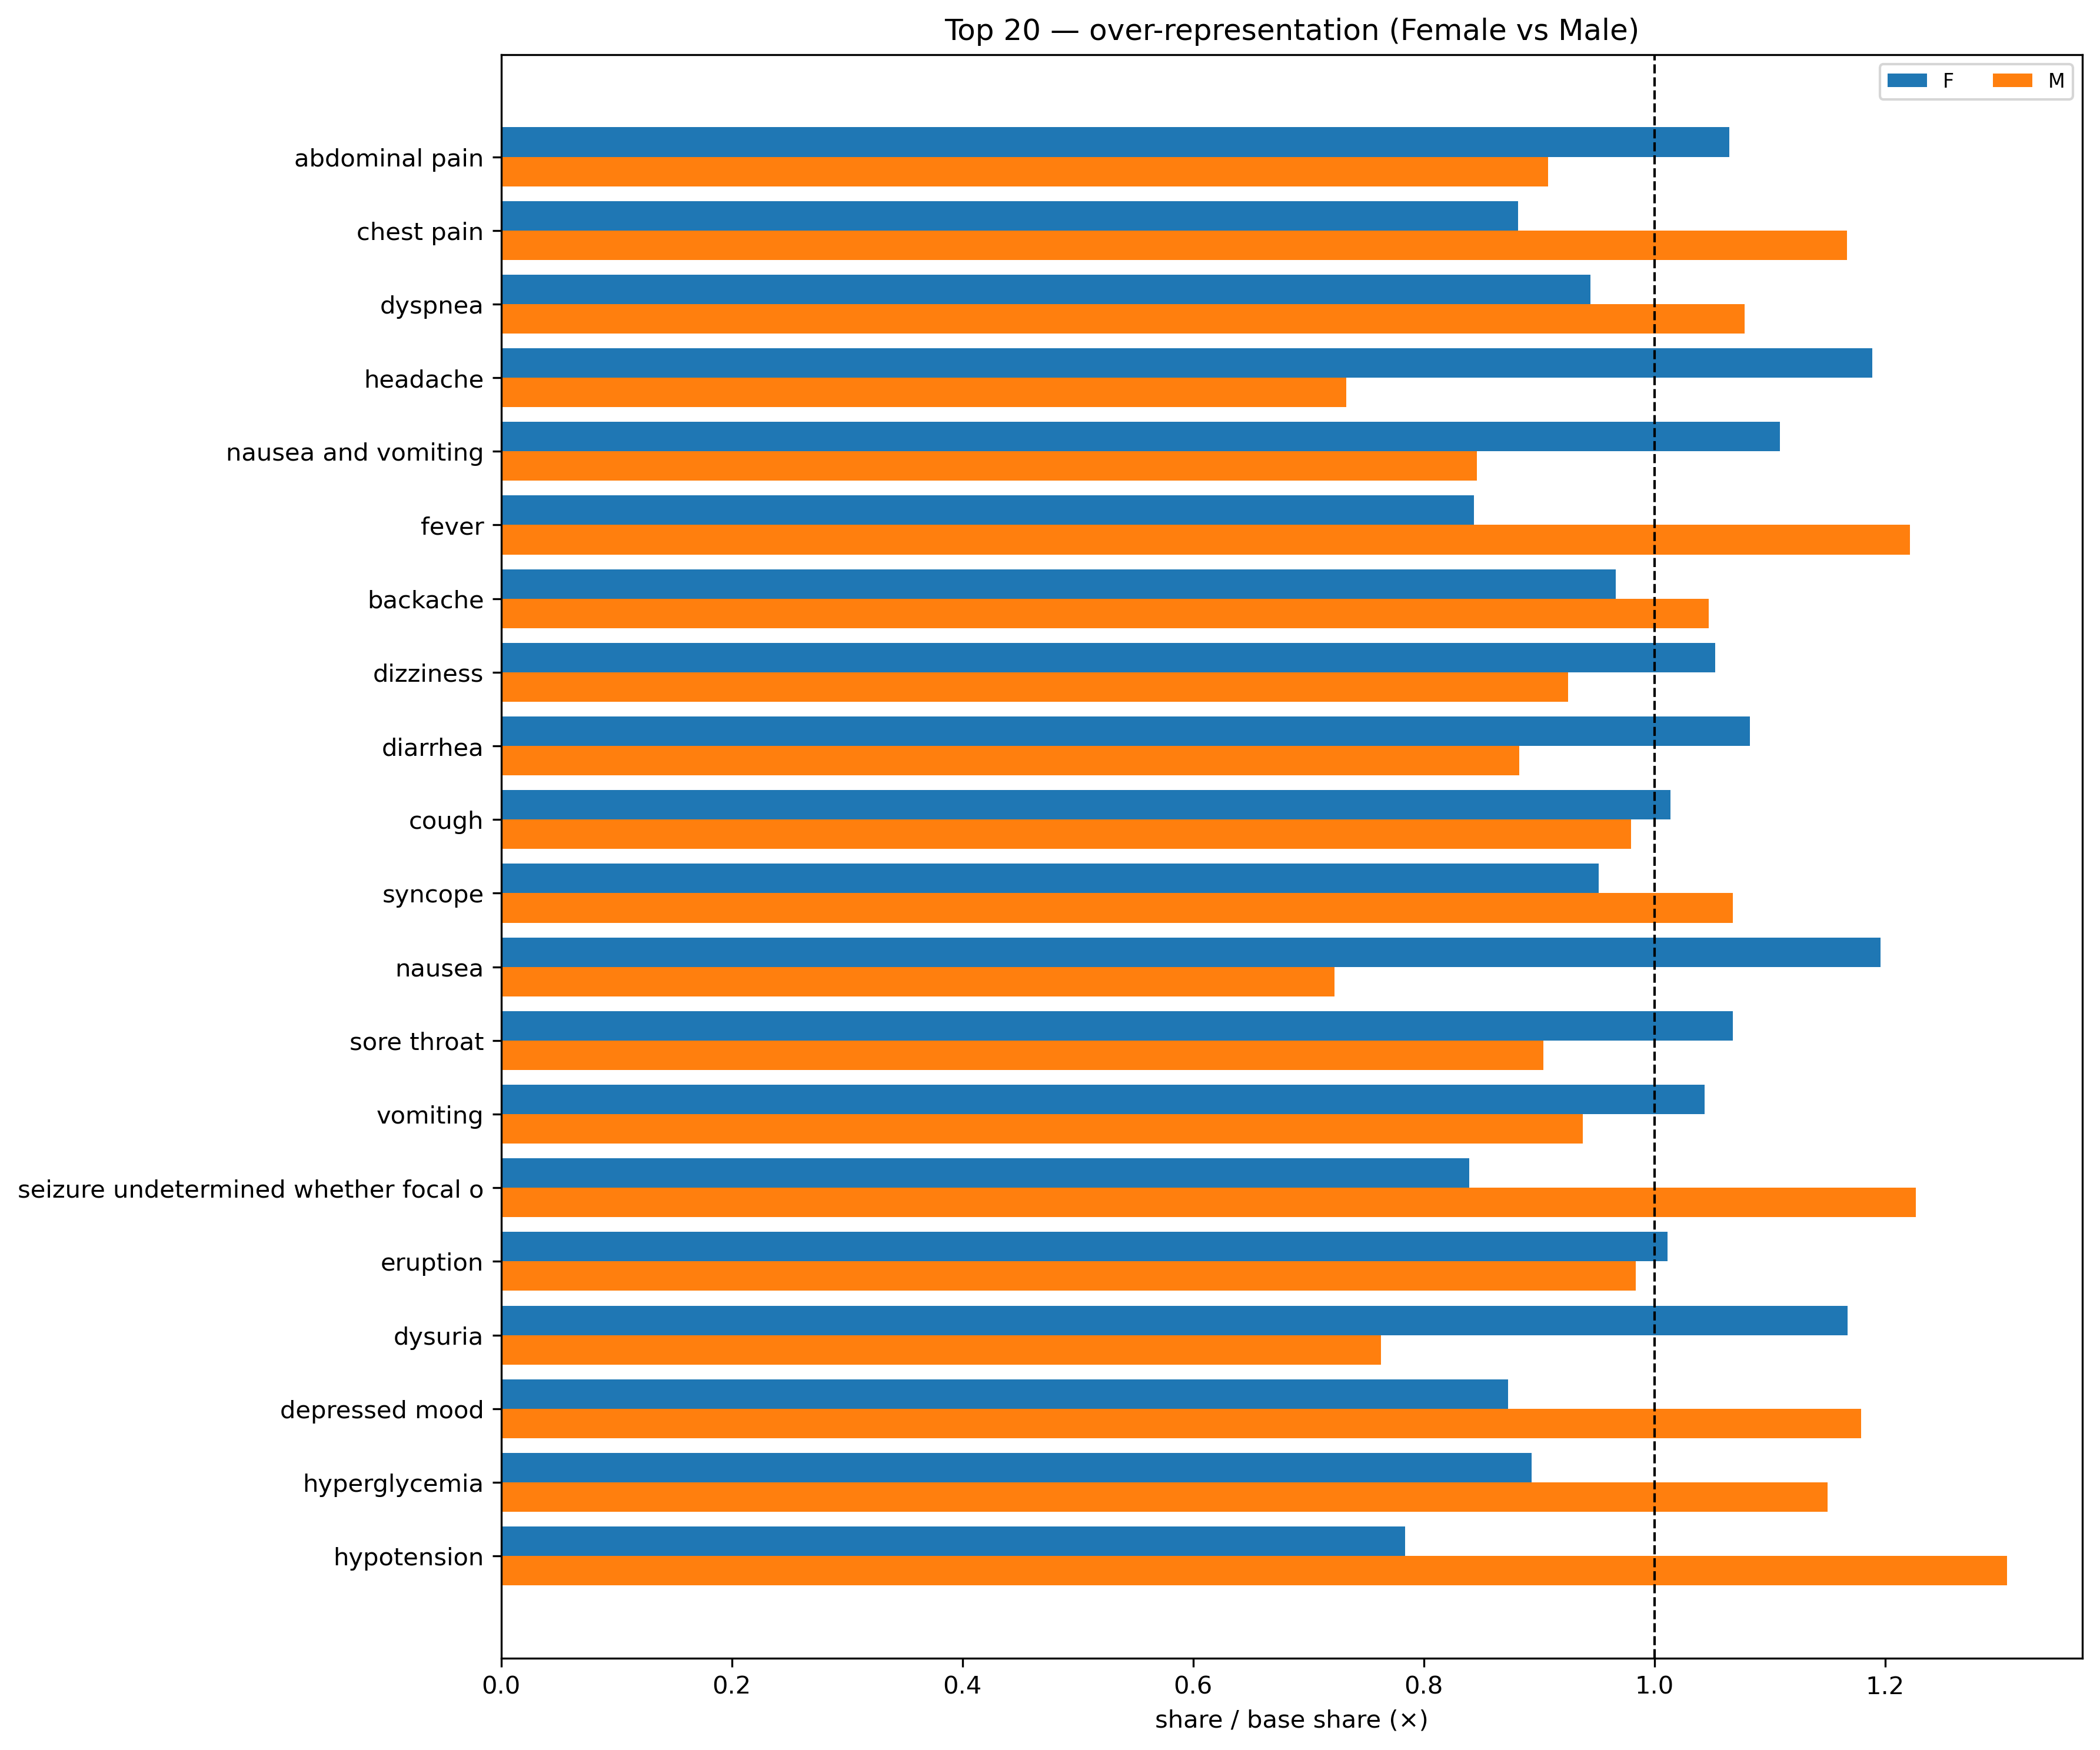 Top 20 — over-representation (Female vs Male)
F
M
abdominal pain
chest pain
dyspnea
headache
nausea and vomiting
fever
backache
dizziness
diarrhea
cough
syncope
nausea
sore throat
vomiting
seizure undetermined whether focal o
eruption
dysuria
depressed mood
hyperglycemia
hypotension
0.0 0.2 0.4 0.6 0.8 1.0 1.2
share / base share (×)